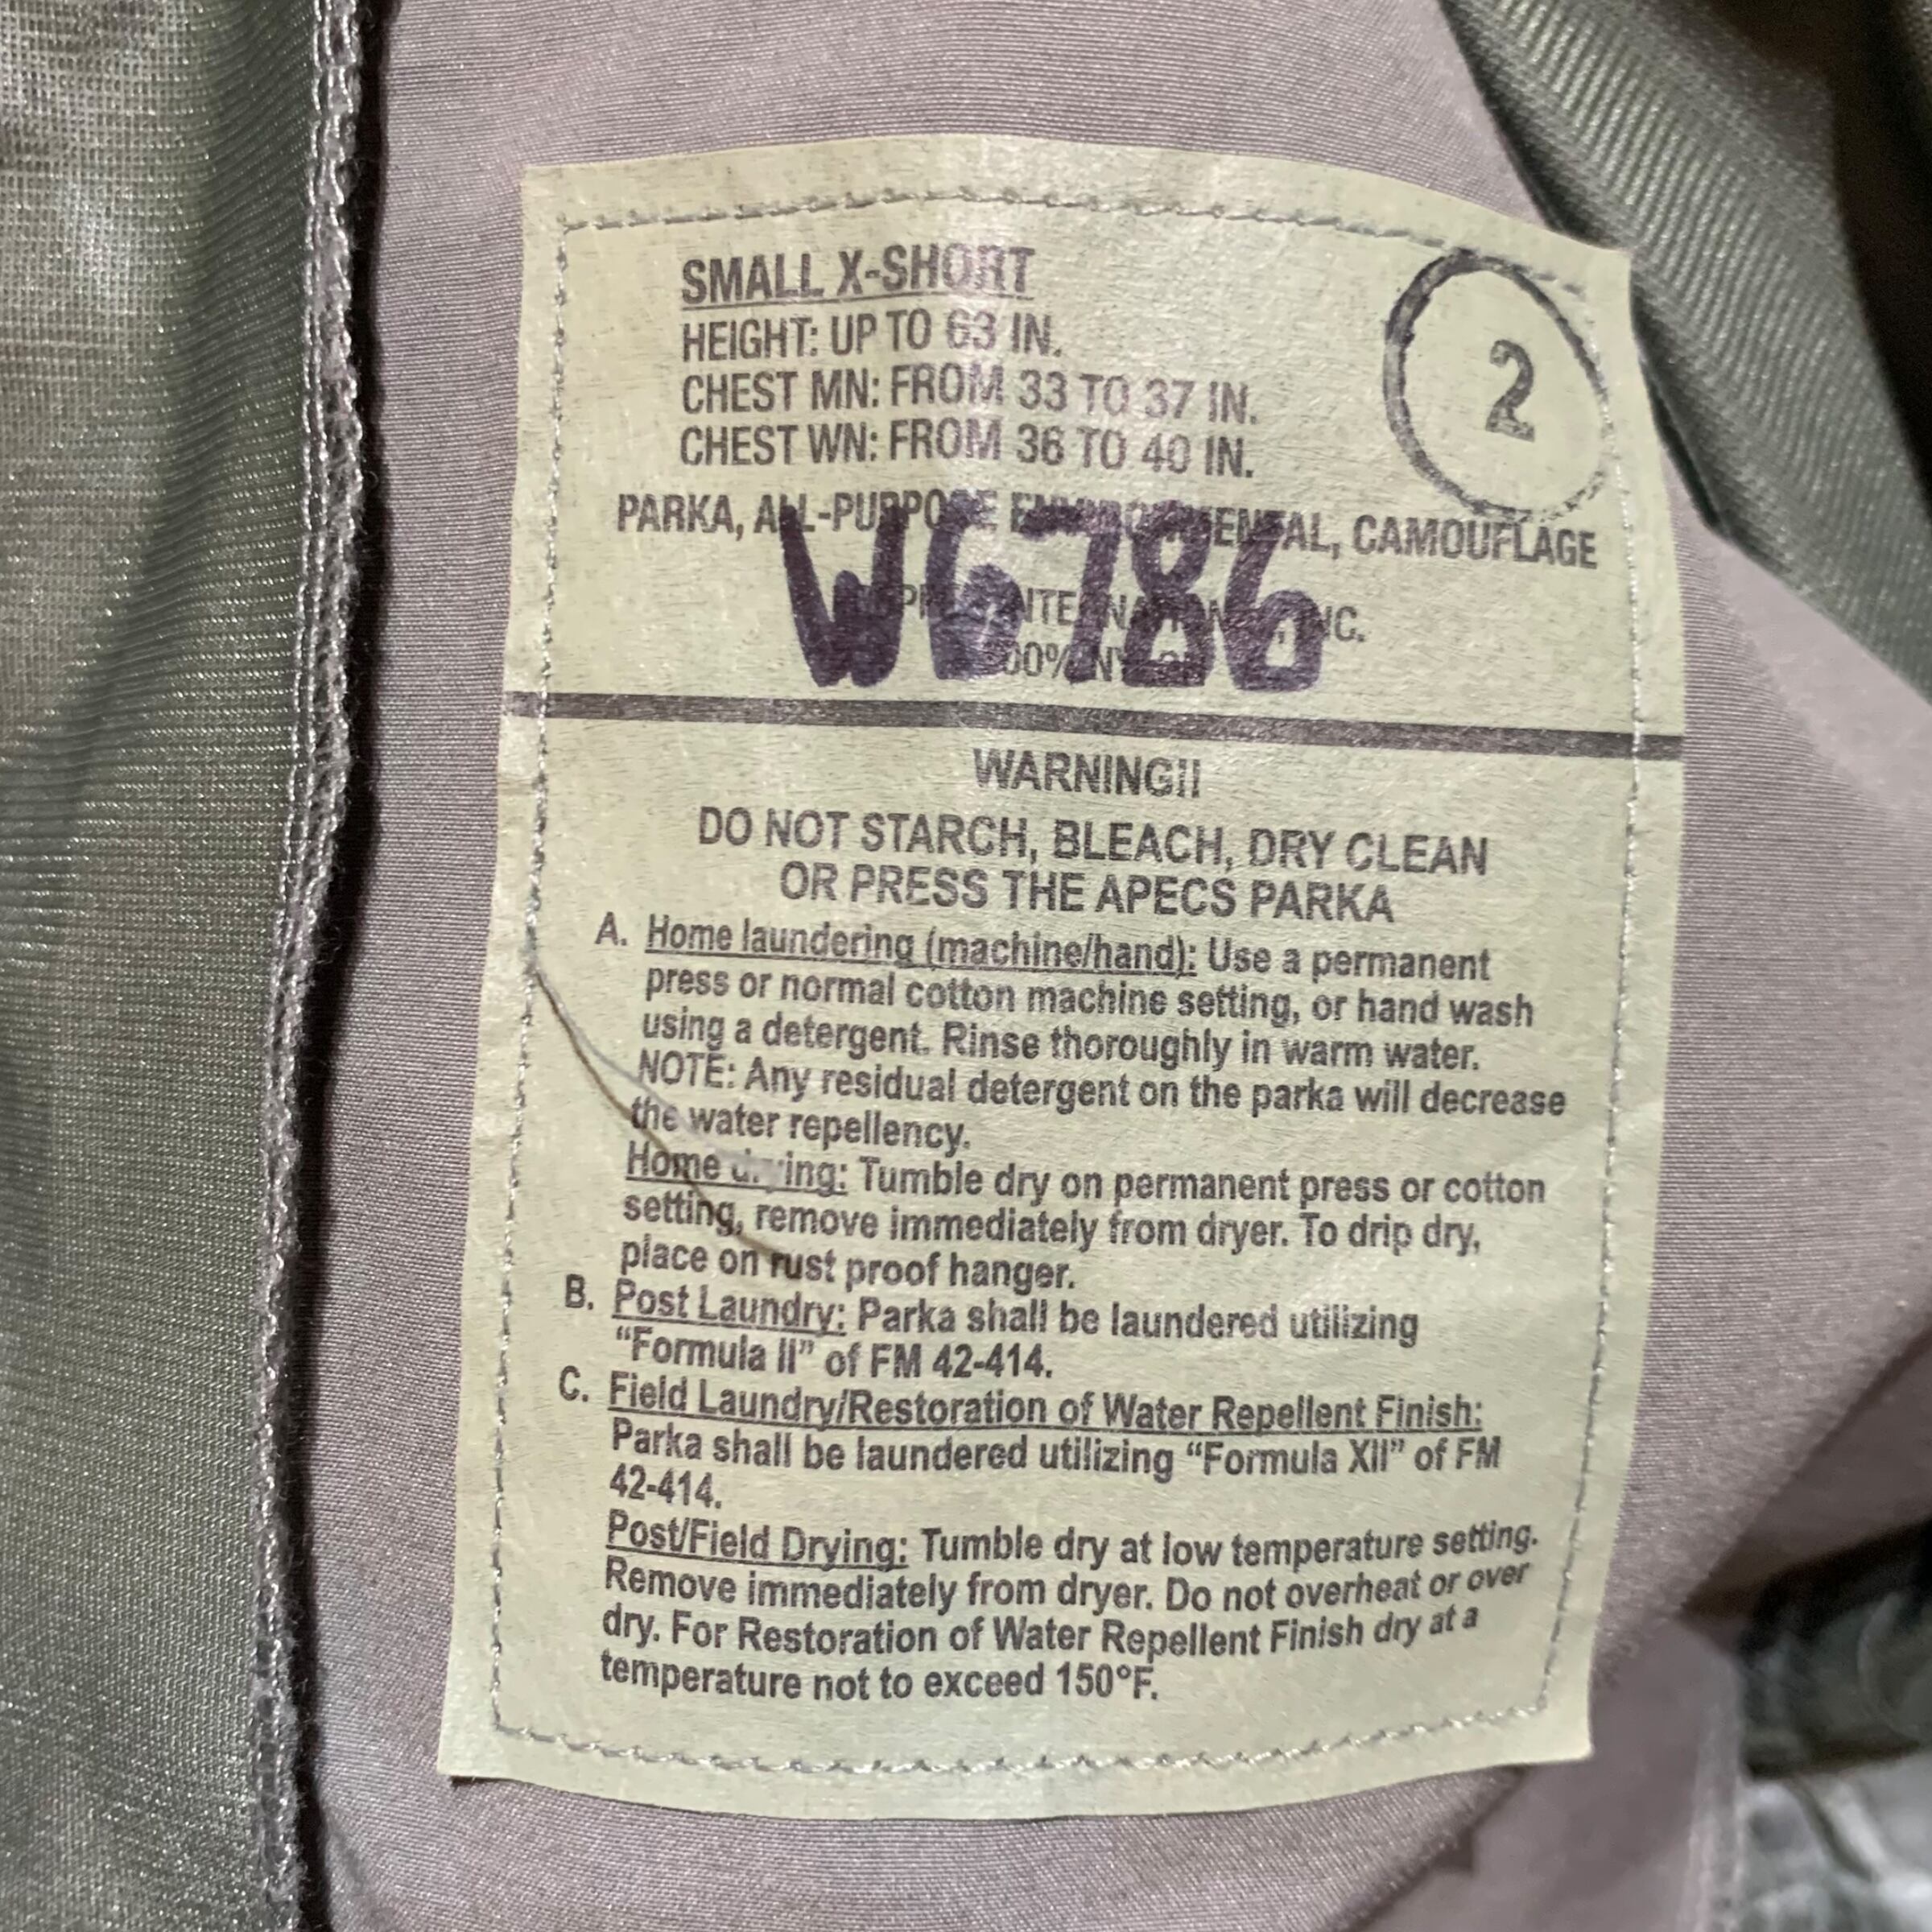 SMALL X-SHORT
2
HEIGHT: UP TO 63 IN.
CHEST MN: FROM 33 TO 37 IN.
CHEST WN: FROM 36 TO 40 IN.
PARKA, ALL-PURPOSE ENVIRONMENTAL, CAMOUFLAGE
W6786
INTERNATIONAL, INC.
100% NYLON
WARNING!!
DO NOT STARCH, BLEACH, DRY CLEAN
OR PRESS THE APECS PARKA
A. Home laundering (machine/hand): Use a permanent
press or normal cotton machine setting, or hand wash
using a detergent. Rinse thoroughly in warm water.
NOTE: Any residual detergent on the parka will decrease
the water repellency.
Home drying: Tumble dry on permanent press or cotton
setting, remove immediately from dryer. To drip dry,
place on rust proof hanger.
B. Post Laundry: Parka shall be laundered utilizing
“Formula II” of FM 42-414.
C. Field Laundry/Restoration of Water Repellent Finish:
Parka shall be laundered utilizing “Formula XII” of FM
42-414.
Post/Field Drying: Tumble dry at low temperature setting.
Remove immediately from dryer. Do not overheat or over
dry. For Restoration of Water Repellent Finish dry at a
temperature not to exceed 150°F.